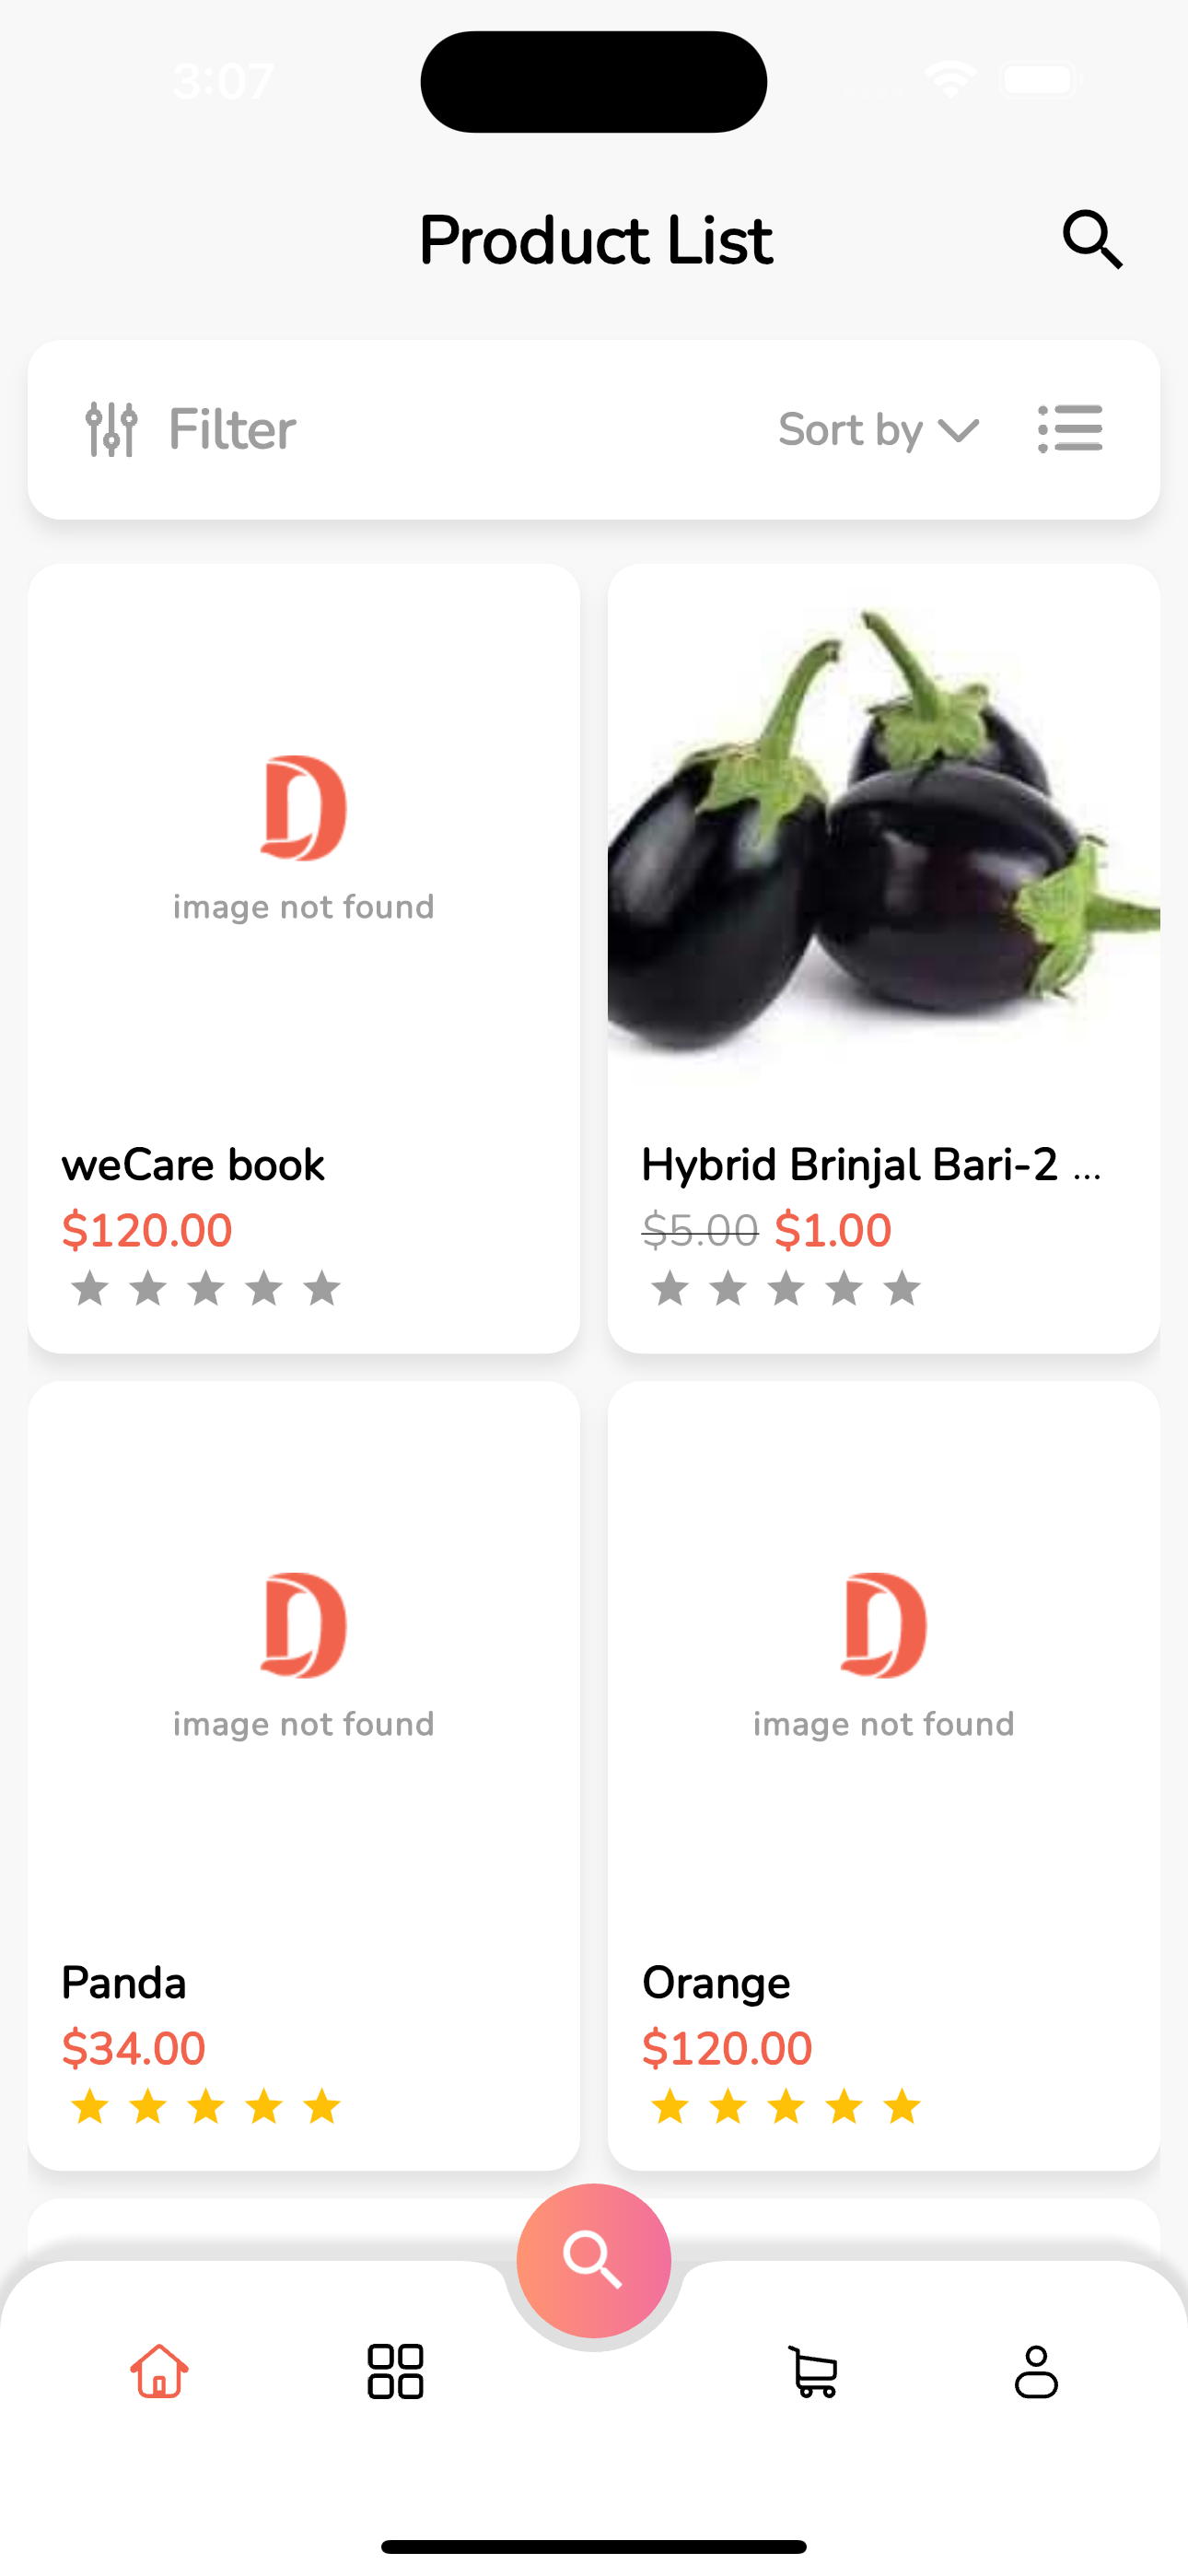 3:07
Product List
Filter
Sort by
image not found
weCare book
$120.00
Hybrid Brinjal Bari-2 ...
$5.00 $1.00
image not found
image not found
Panda
$34.00
Orange
$120.00